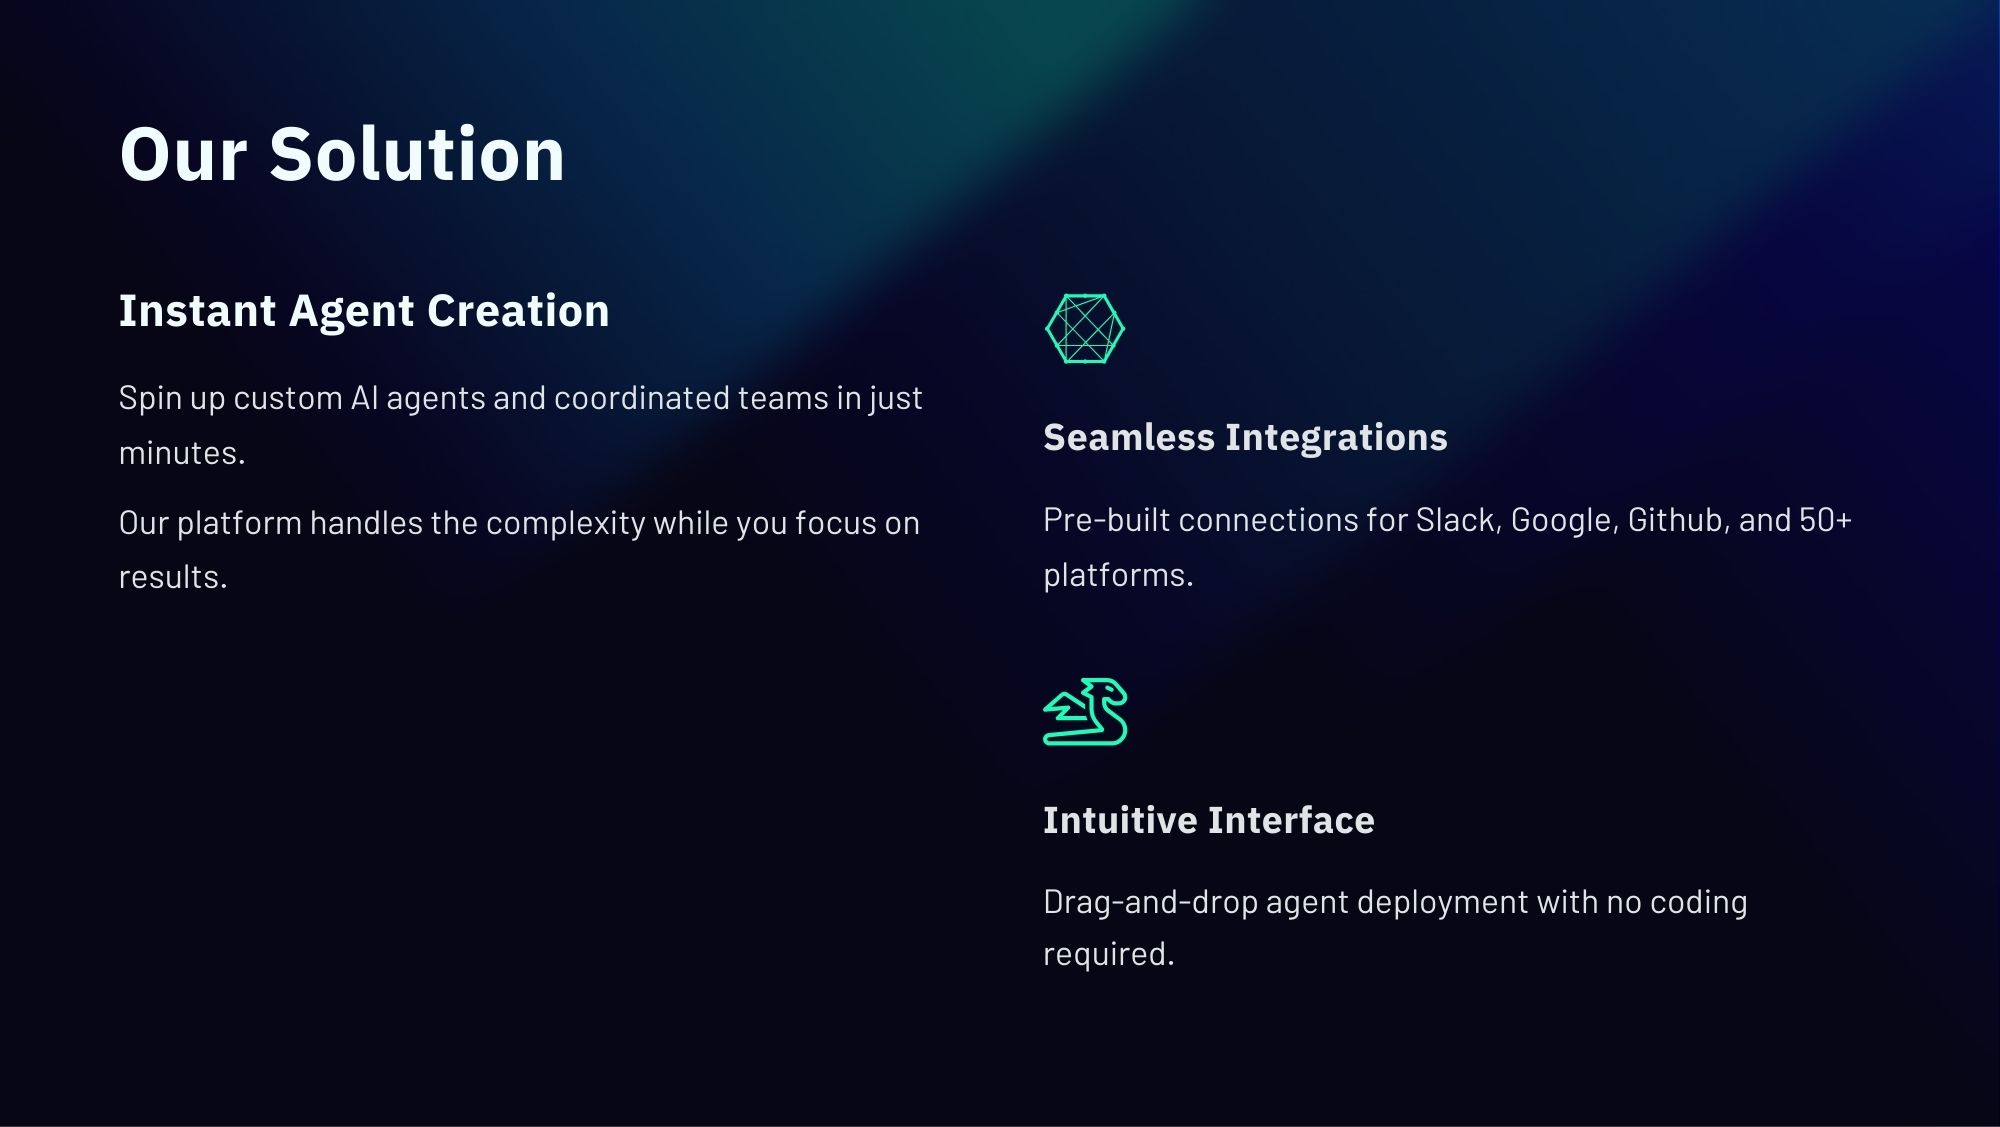 Our Solution
Instant Agent Creation
Spin up custom AI agents and coordinated teams in just
minutes.
Our platform handles the complexity while you focus on
results.
Seamless Integrations
Pre-built connections for Slack, Google, Github, and 50+
platforms.
Intuitive Interface
Drag-and-drop agent deployment with no coding
required.